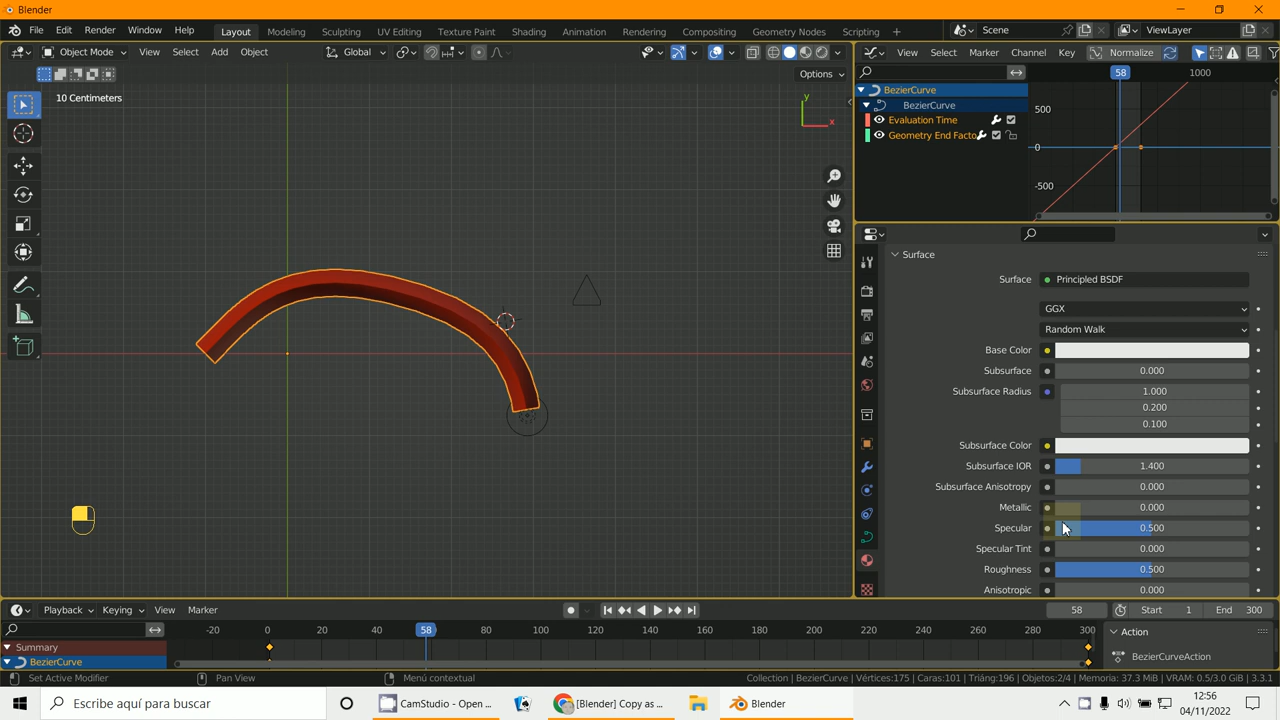 Blender
File Edit Render Window Help Layout Modeling Sculpting UV Editing Texture Paint Shading Animation Rendering Compositing Geometry Nodes Scripting + Scene ViewLayer
Object Mode View Select Add Object Global
View Select Marker Channel Key Normalize
Options
10 Centimeters
y
x
58 1000
500
0
-500
BezierCurve
BezierCurve
Evaluation Time
Geometry End Facto
Surface
Surface Principled BSDF
GGX
Random Walk
Base Color
Subsurface 0.000
Subsurface Radius 1.000
0.200
0.100
Subsurface Color
Subsurface IOR 1.400
Subsurface Anisotropy 0.000
Metallic 0.000
Specular 0.500
Specular Tint 0.000
Roughness 0.500
Anisotropic 0.000
Playback Keying View Marker 58 Start 1 End 300
-20 0 20 40 58 80 100 120 140 160 180 200 220 240 260 280 300
Summary
BezierCurve
Action
BezierCurveAction
Set Active Modifier Pan View Menú contextual Collection | BezierCurve | Vértices:175 | Caras:101 | Triáng:196 | Objetos:2/4 | Memoria: 37.3 MiB | VRAM: 0.5/3.0 GiB | 3.3.1
Escribe aquí para buscar
CamStudio - Open ...
[Blender] Copy as ...
Blender
12:56
04/11/2022